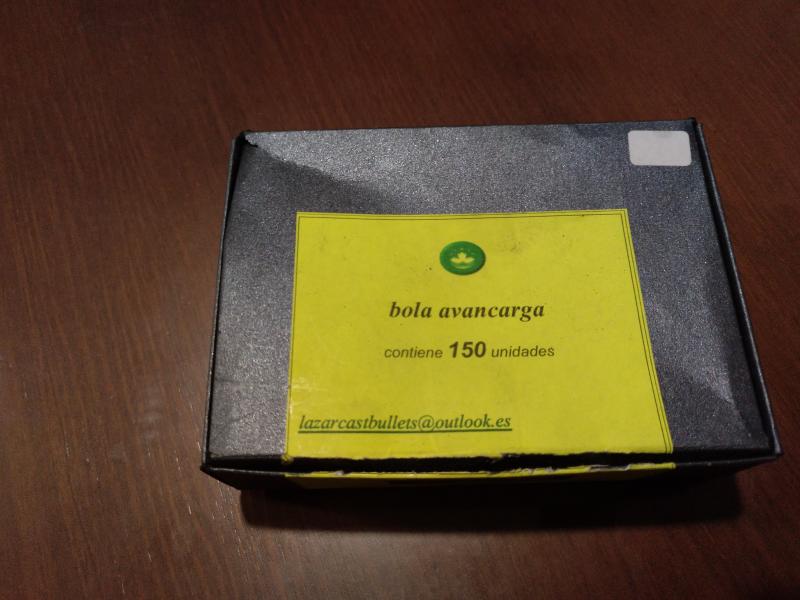 bola avancarga
contiene 150 unidades
lazarcastbullets@outlook.es